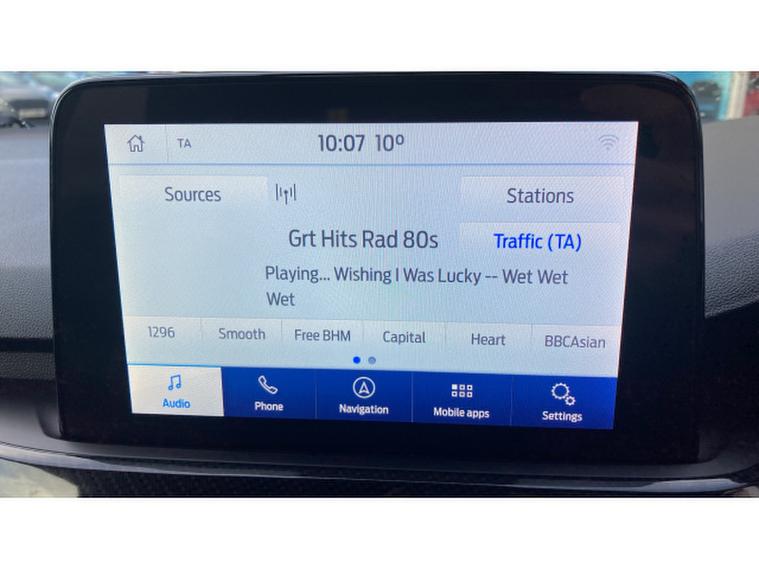 TA 10:07 10º
Sources Stations
Grt Hits Rad 80s Traffic (TA)
Playing... Wishing I Was Lucky -- Wet Wet
Wet
1296 Smooth Free BHM Capital Heart BBCAsian
Audio Phone Navigation Mobile apps Settings